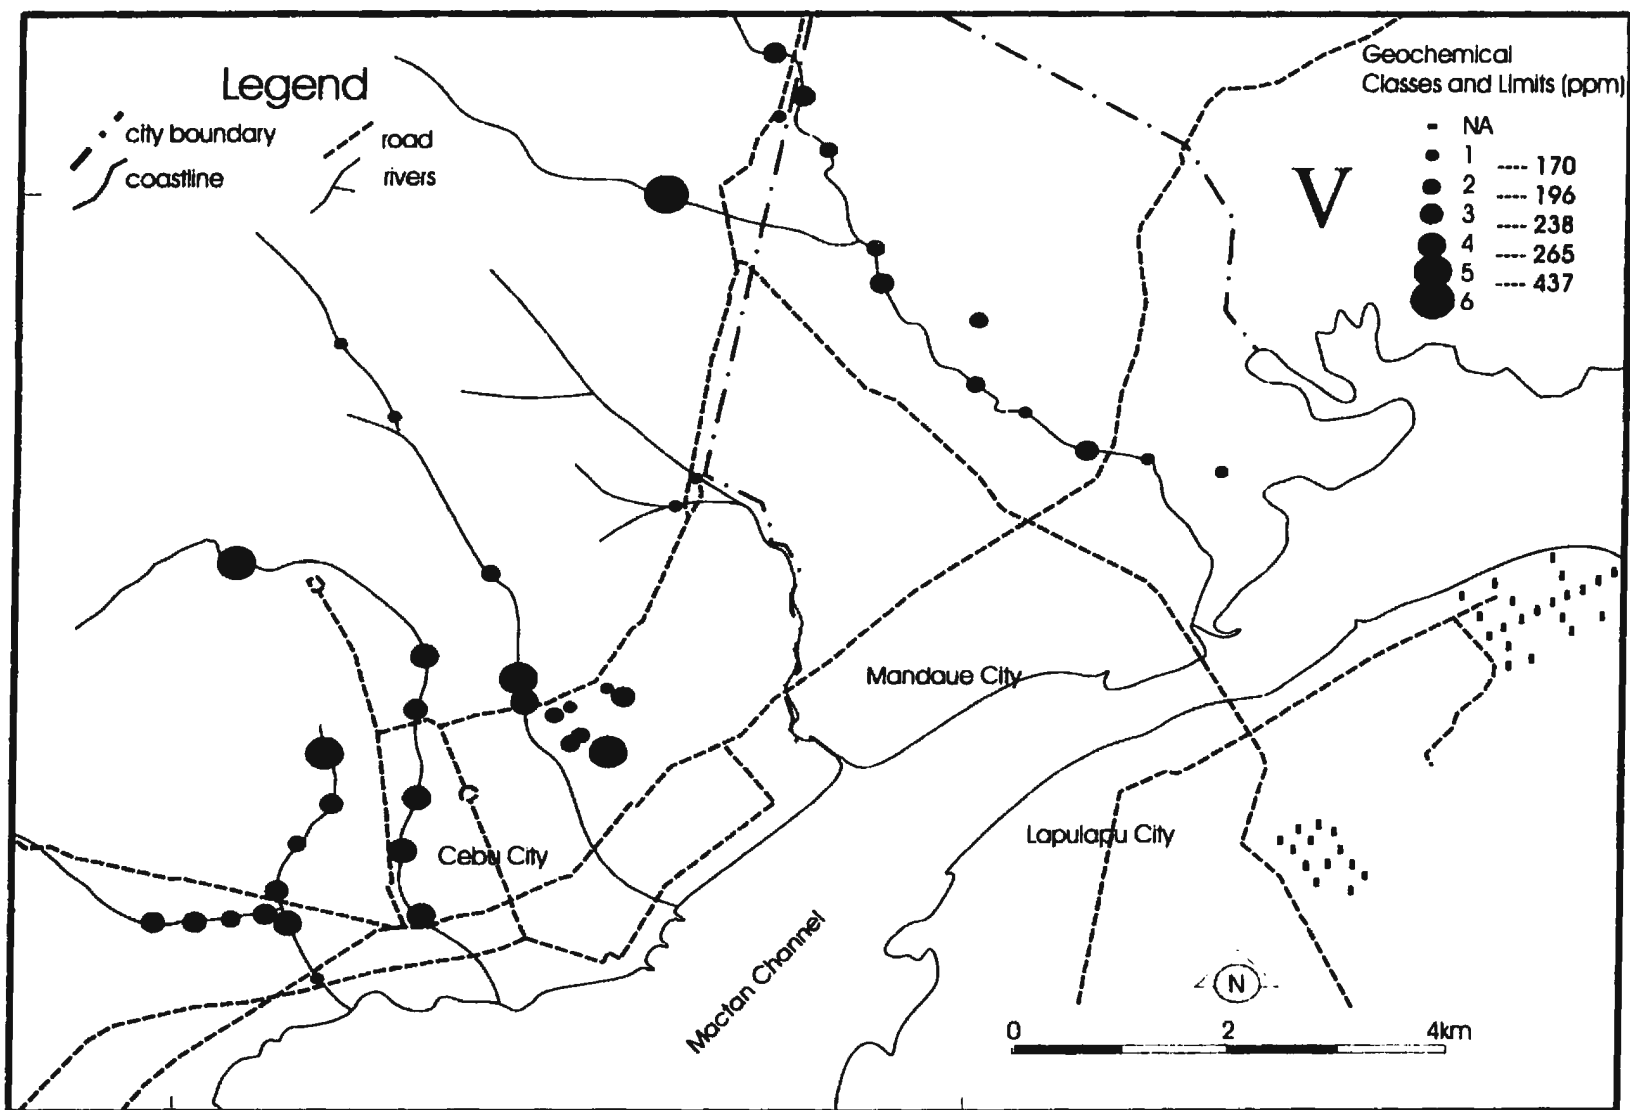 Legend
city boundary
road
coastline
rivers
Geochemical
Classes and Limits (ppm)
V
NA
1
---- 170
2
---- 196
3
---- 238
4
---- 265
5
---- 437
6
Mandaue City
Cebu City
Lapulapu City
Mactan Channel
N
0 2 4km